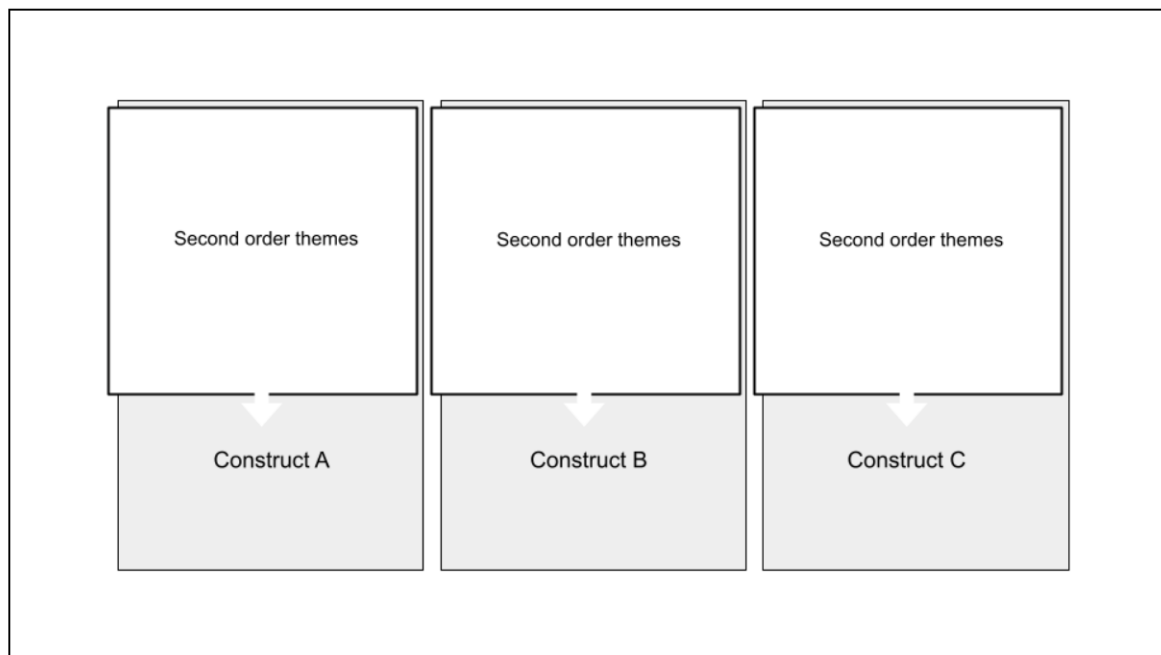 Second order themes
Second order themes
Second order themes
Construct A
Construct B
Construct C